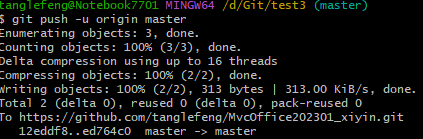 tanglefeng@Notebook7701 MINGW64 /d/Git/test3 (master)
$ git push -u origin master
Enumerating objects: 3, done.
Counting objects: 100% (3/3), done.
Delta compression using up to 16 threads
Compressing objects: 100% (2/2), done.
Writing objects: 100% (2/2), 313 bytes | 313.00 KiB/s, done.
Total 2 (delta 0), reused 0 (delta 0), pack-reused 0
To https://github.com/tanglefeng/MvcOffice202301_xiyin.git
   12eddf8..ed764c0  master -> master